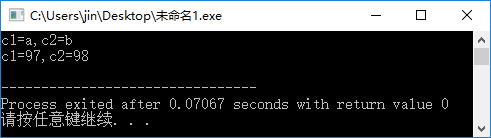 C:\Users\jin\Desktop\未命名1.exe
c1=a,c2=b
c1=97,c2=98
--------------------------------
Process exited after 0.07067 seconds with return value 0
请按任意键继续. . .